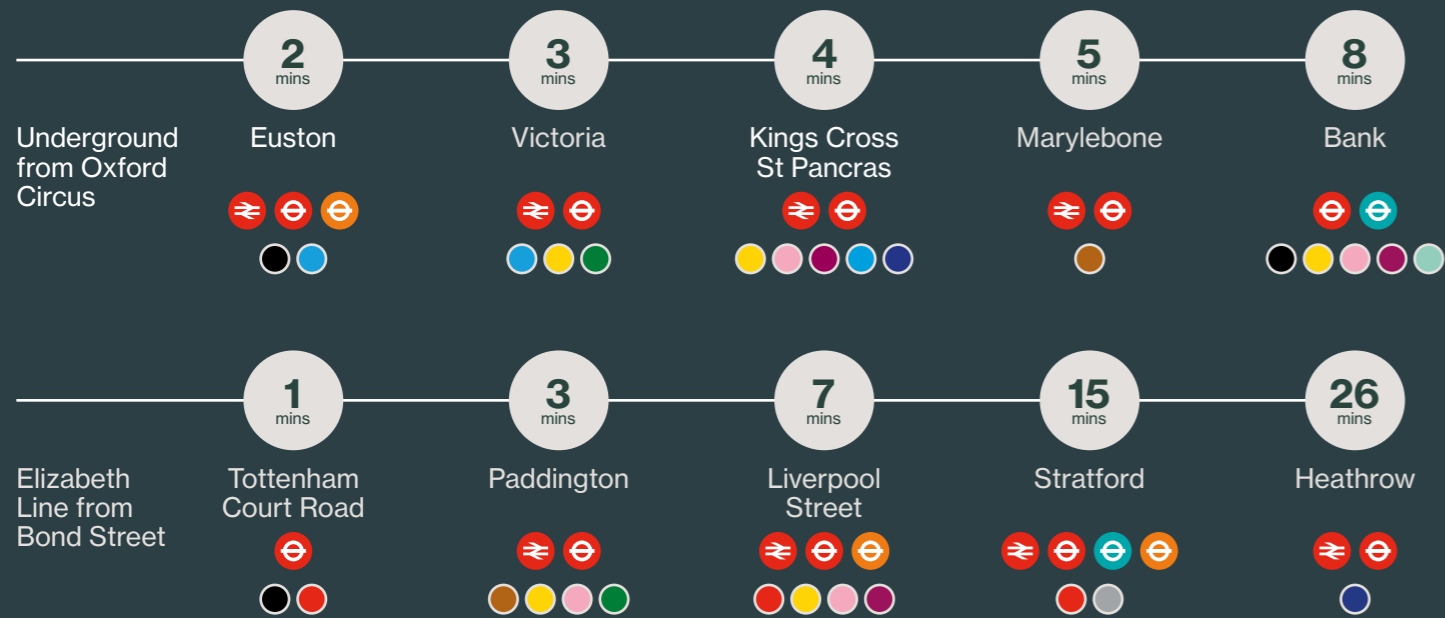 2
mins
3
mins
4
mins
5
mins
8
mins
Underground
from Oxford
Circus
Euston
Victoria
Kings Cross
St Pancras
Marylebone
Bank
1
mins
3
mins
7
mins
15
mins
26
mins
Elizabeth
Line from
Bond Street
Tottenham
Court Road
Paddington
Liverpool
Street
Stratford
Heathrow